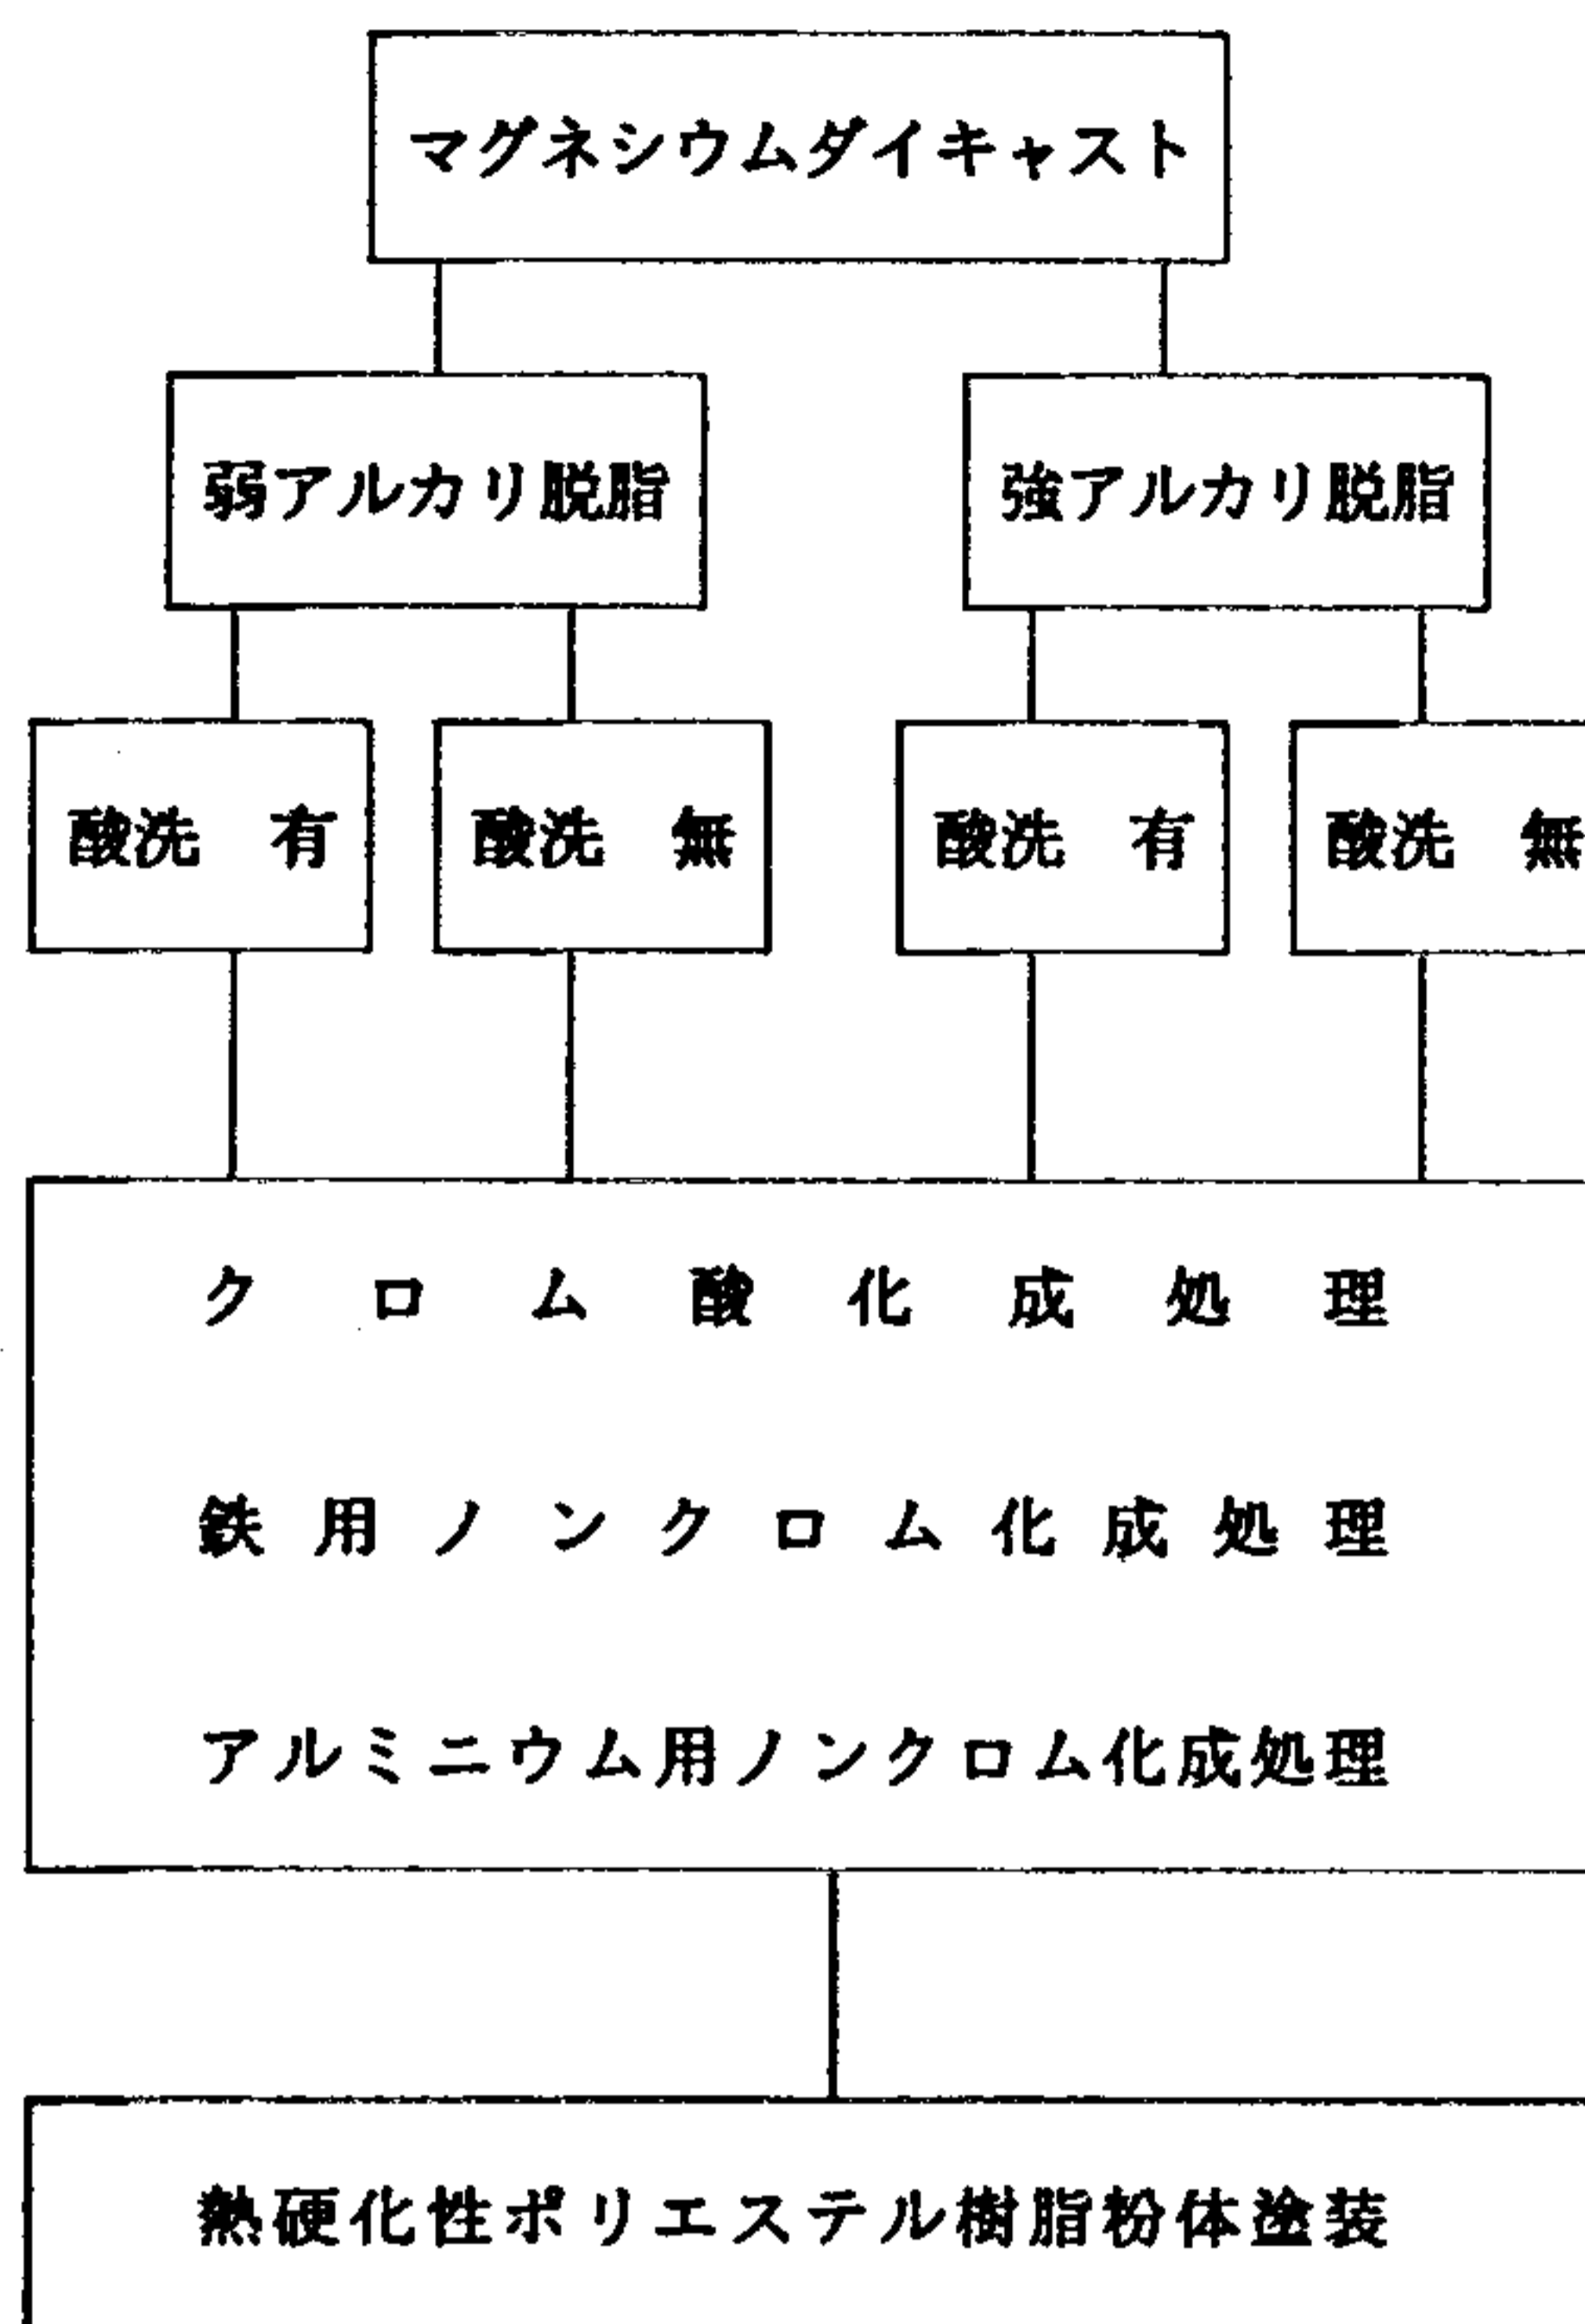 マグネシウムダイキャスト
弱アルカリ脱脂 強アルカリ脱脂
酸洗 有 酸洗 無 酸洗 有 酸洗 無
クロム酸化成処理
鉄用ノンクロム化成処理
アルミニウム用ノンクロム化成処理
熱硬化性ポリエステル樹脂粉体塗装